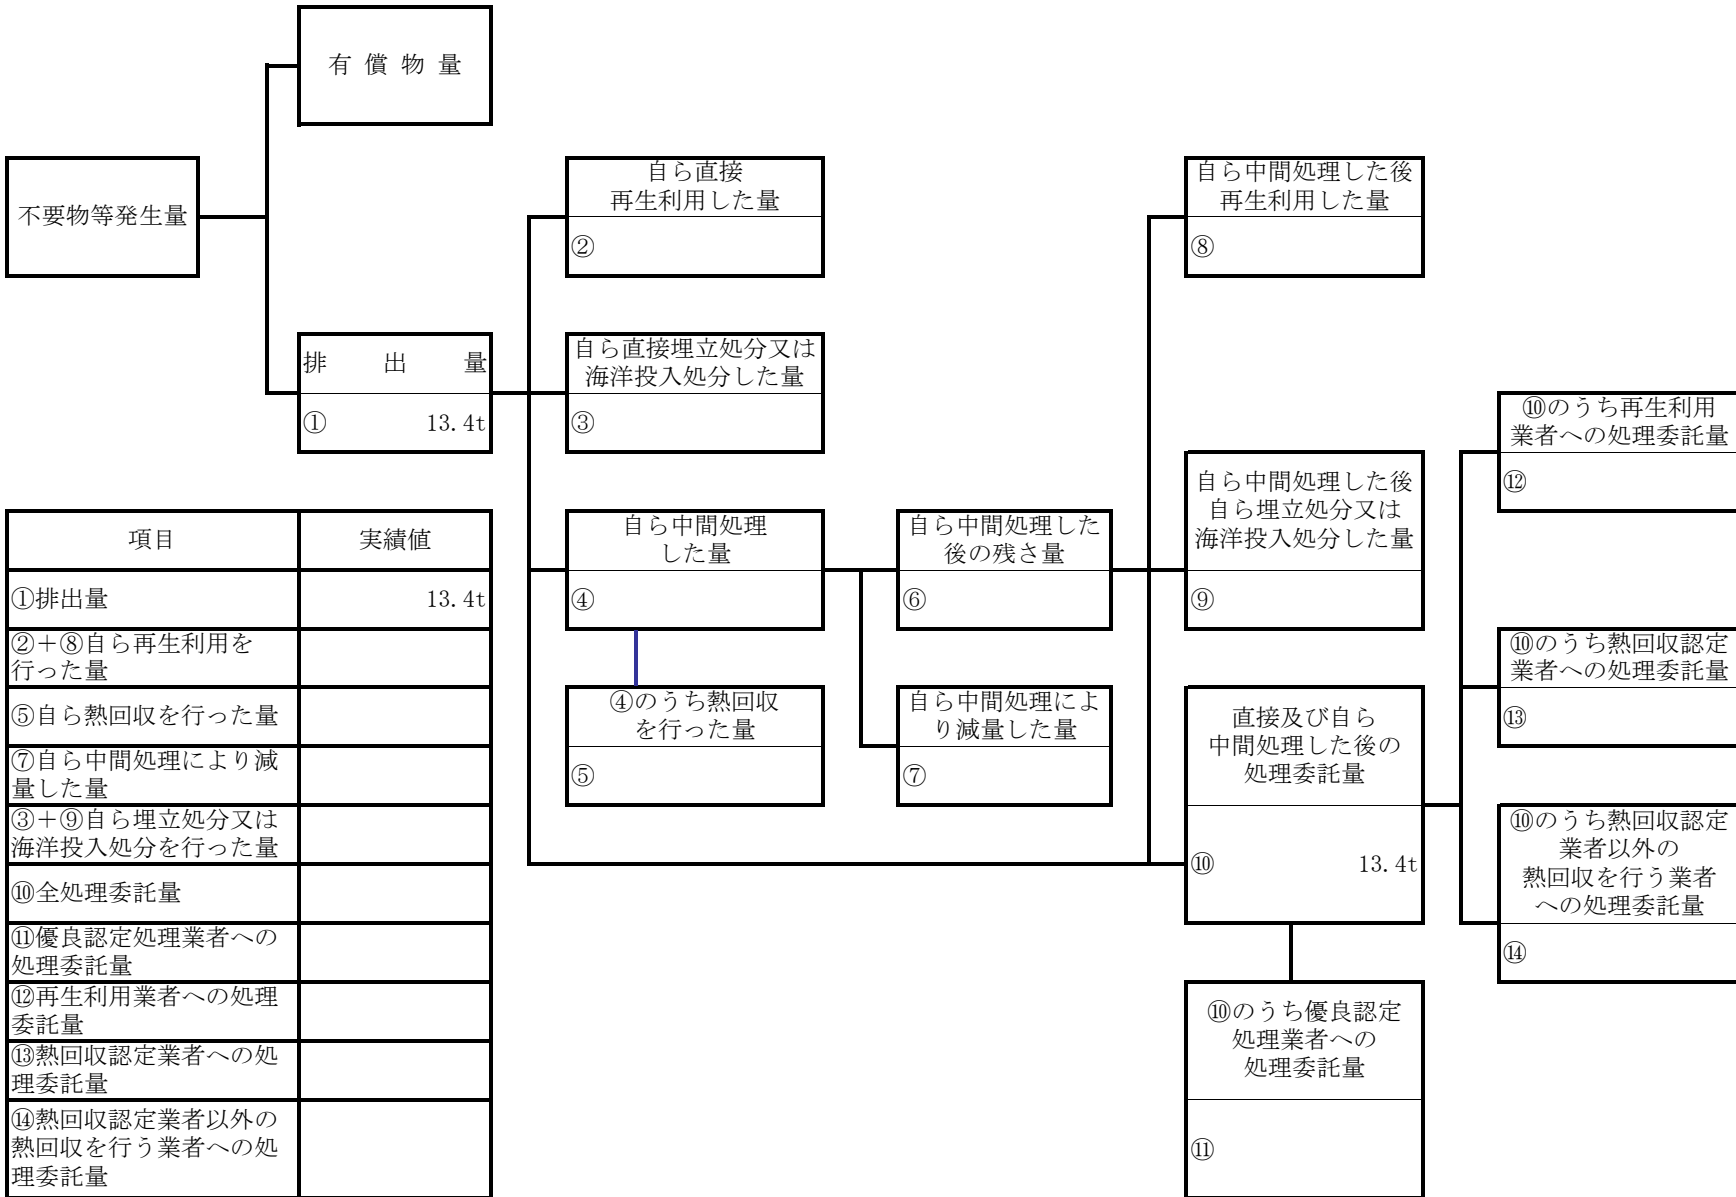 有償物量
不要物等発生量
排出量
① 13.4t
自ら直接
再生利用した量
②
自ら直接埋立処分又は
海洋投入処分した量
③
自ら中間処理
した量
④
④のうち熱回収
を行った量
⑤
自ら中間処理した
後の残さ量
⑥
自ら中間処理によ
り減量した量
⑦
自ら中間処理した後
再生利用した量
⑧
自ら中間処理した後
自ら埋立処分又は
海洋投入処分した量
⑨
直接及び自ら
中間処理した後の
処理委託量
⑩ 13.4t
⑩のうち優良認定
処理業者への
処理委託量
⑪
⑩のうち再生利用
業者への処理委託量
⑫
⑩のうち熱回収認定
業者への処理委託量
⑬
⑩のうち熱回収認定
業者以外の
熱回収を行う業者
への処理委託量
⑭
項目 実績値
①排出量 13.4t
②+⑧自ら再生利用を
行った量
⑤自ら熱回収を行った量
⑦自ら中間処理により減
量した量
③+⑨自ら埋立処分又は
海洋投入処分を行った量
⑩全処理委託量
⑪優良認定処理業者への
処理委託量
⑫再生利用業者への処理
委託量
⑬熱回収認定業者への処
理委託量
⑭熱回収認定業者以外の
熱回収を行う業者への処
理委託量